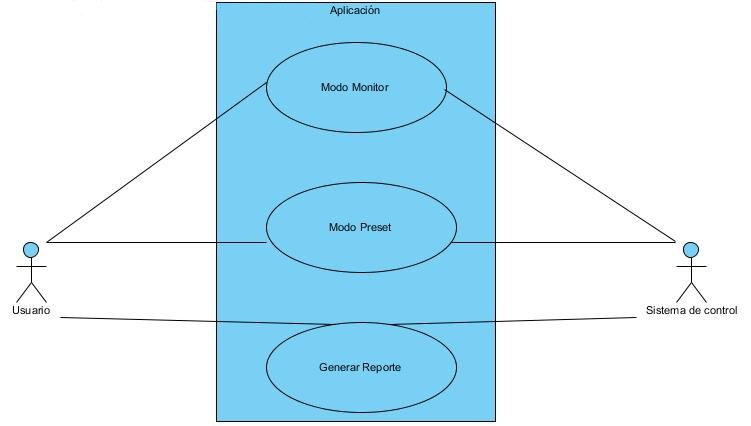 Aplicación
Modo Monitor
Modo Preset
Usuario
Sistema de control
Generar Reporte